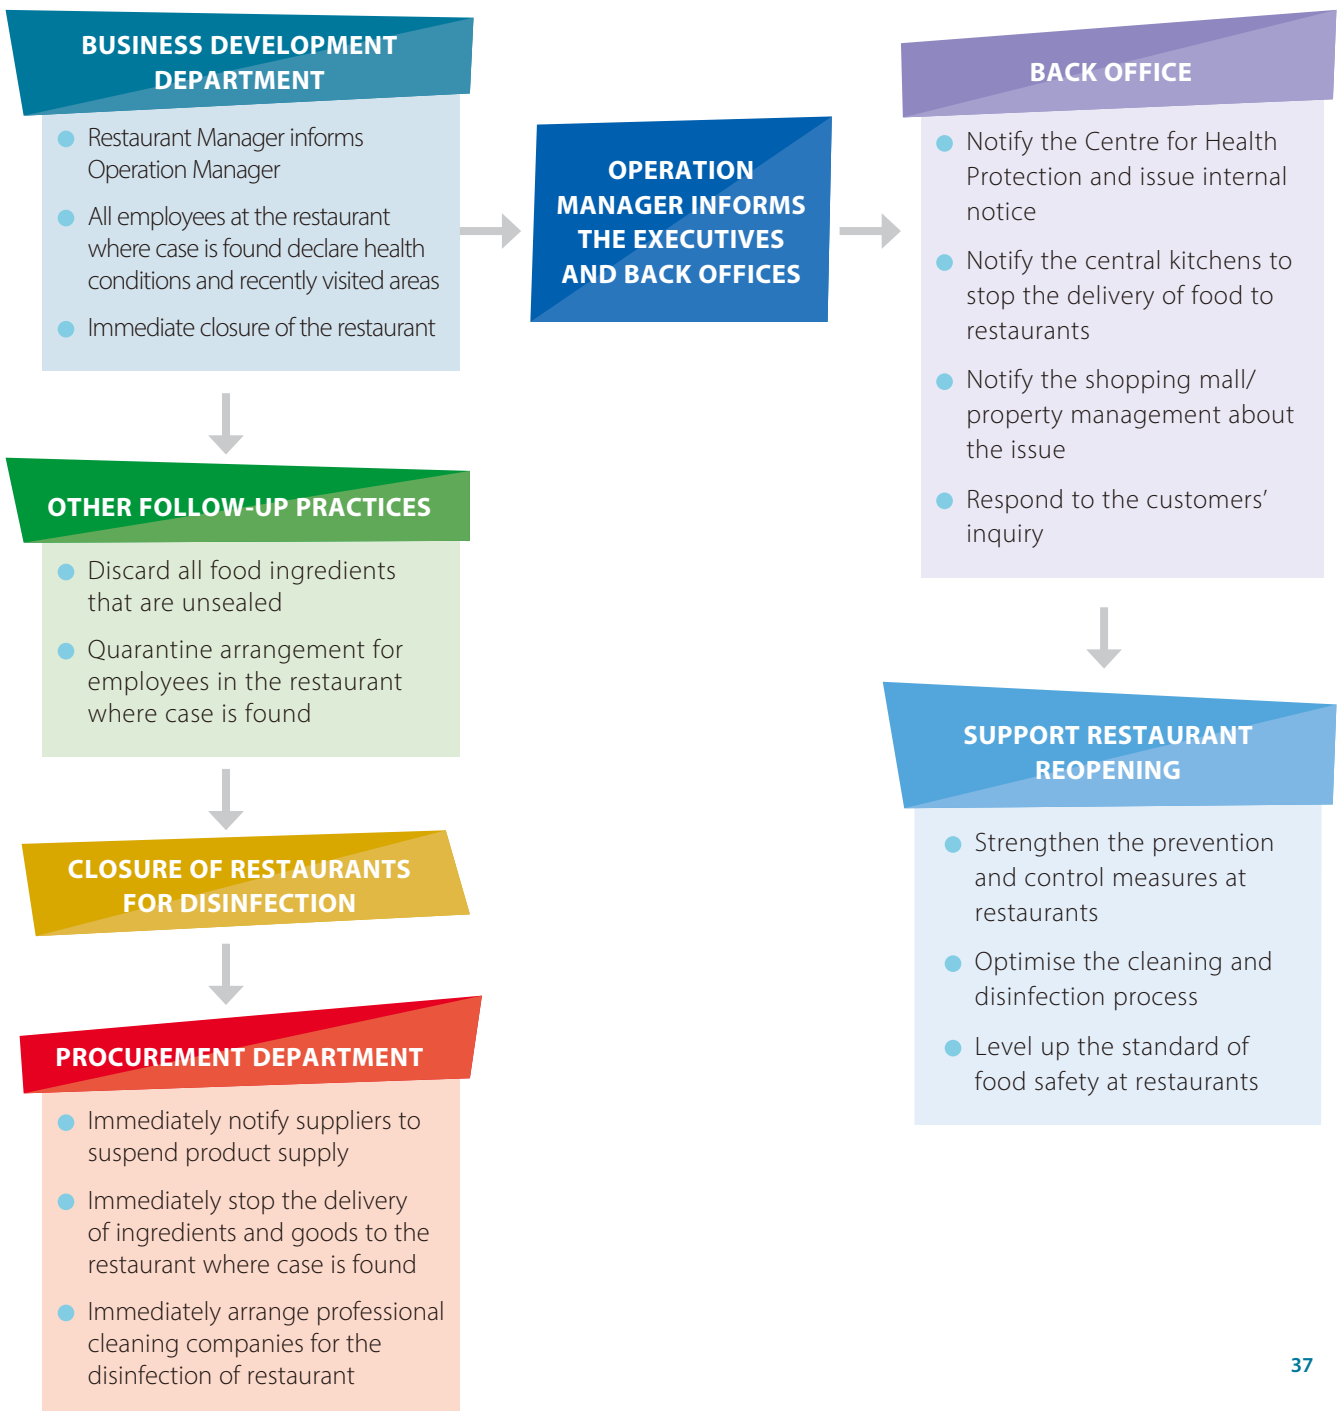 BUSINESS DEVELOPMENT
DEPARTMENT
Restaurant Manager informs
Operation Manager
All employees at the restaurant
where case is found declare health
conditions and recently visited areas
Immediate closure of the restaurant
OPERATION
MANAGER INFORMS
THE EXECUTIVES
AND BACK OFFICES
BACK OFFICE
Notify the Centre for Health
Protection and issue internal
notice
Notify the central kitchens to
stop the delivery of food to
restaurants
Notify the shopping mall/
property management about
the issue
Respond to the customers’
inquiry
OTHER FOLLOW-UP PRACTICES
Discard all food ingredients
that are unsealed
Quarantine arrangement for
employees in the restaurant
where case is found
CLOSURE OF RESTAURANTS
FOR DISINFECTION
PROCUREMENT DEPARTMENT
Immediately notify suppliers to
suspend product supply
Immediately stop the delivery
of ingredients and goods to the
restaurant where case is found
Immediately arrange professional
cleaning companies for the
disinfection of restaurant
SUPPORT RESTAURANT
REOPENING
Strengthen the prevention
and control measures at
restaurants
Optimise the cleaning and
disinfection process
Level up the standard of
food safety at restaurants
37